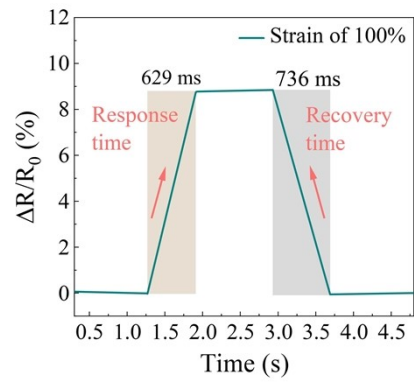 Strain of 100%
629 ms
736 ms
Response
time
Recovery
time
ΔR/R₀ (%)
12
10
8
6
4
2
0
0.5 1.0 1.5 2.0 2.5 3.0 3.5 4.0 4.5
Time (s)